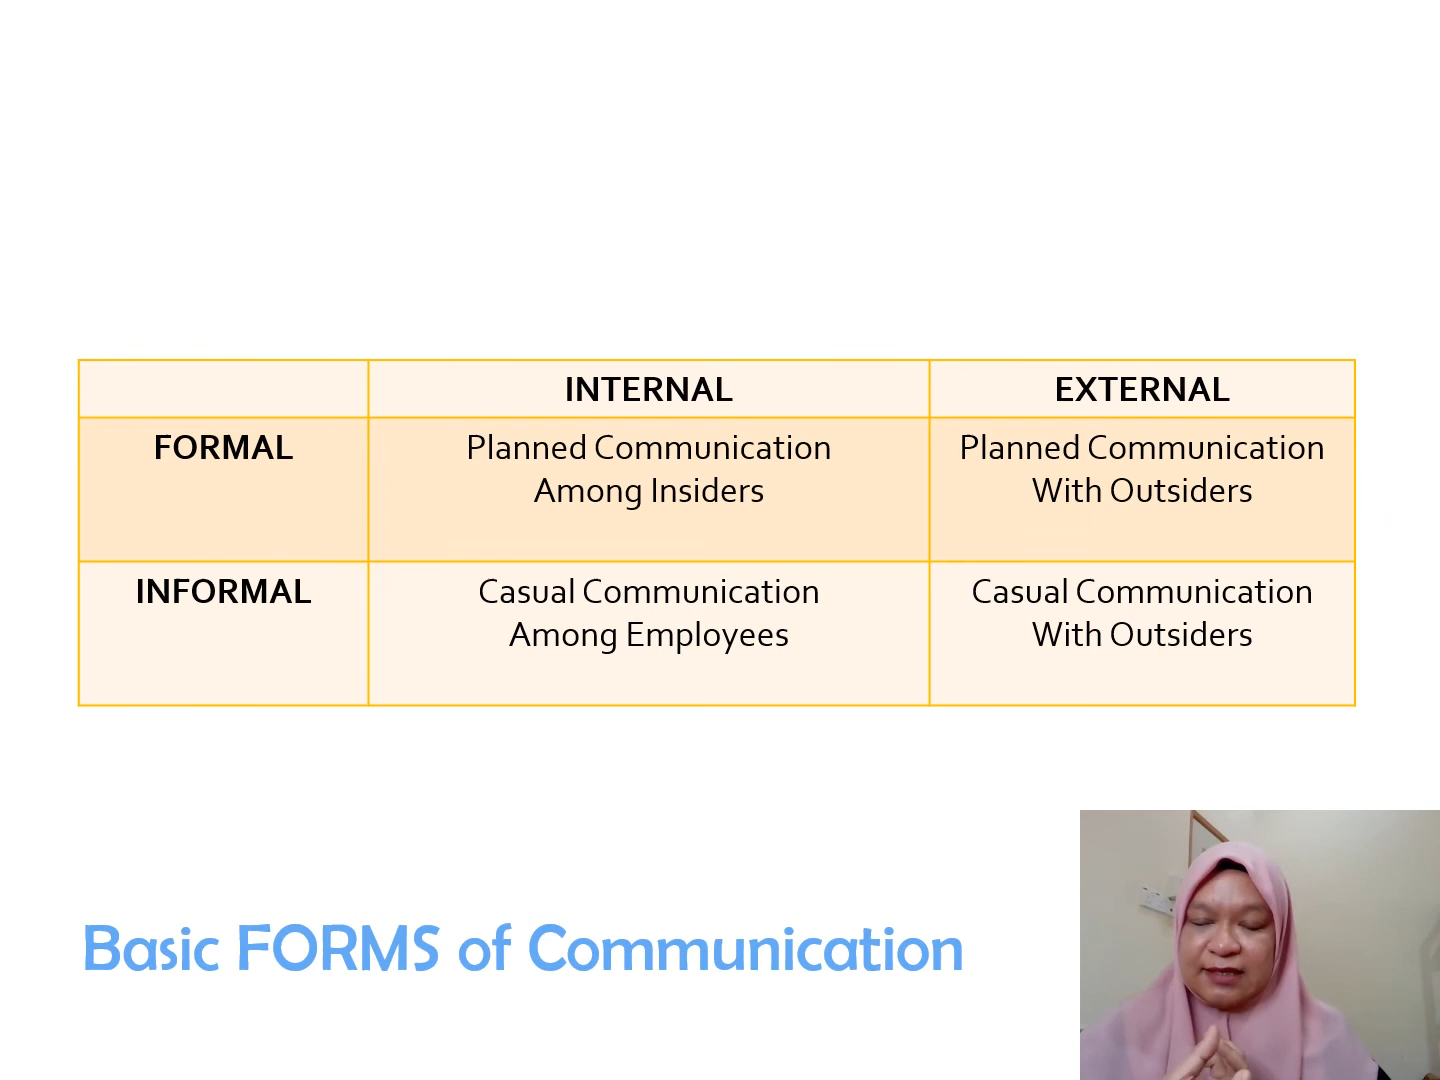 INTERNAL EXTERNAL
FORMAL Planned Communication Planned Communication
Among Insiders With Outsiders
INFORMAL Casual Communication Casual Communication
Among Employees With Outsiders
Basic FORMS of Communication